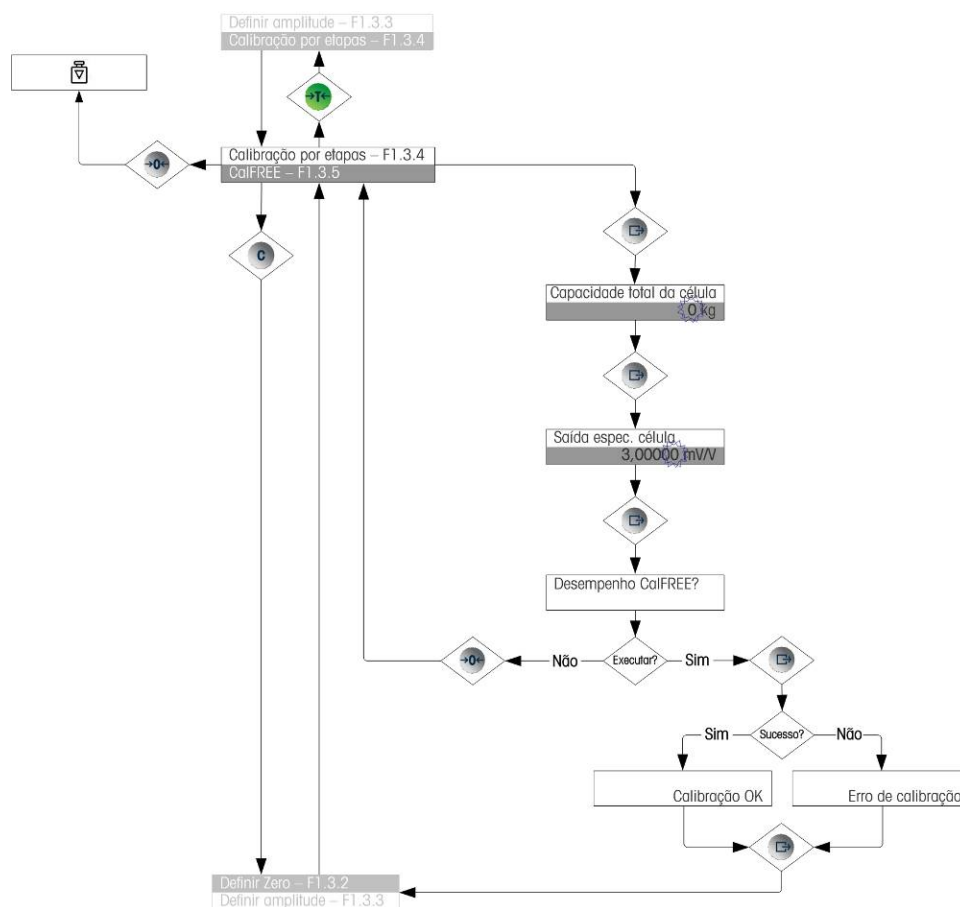 Definir amplitude – F1.3.3
Calibração por etapas – F1.3.4
→T←
→0←
Calibração por etapas – F1.3.4
CalFREE – F1.3.5
C
Capacidade total da célula
0 kg
Saída espec. célula
3,00000 mV/V
Desempenho CalFREE?
→0←
Não
Executar?
Sim
Sim
Sucesso?
Não
Calibração OK
Erro de calibração
Definir Zero – F1.3.2
Definir amplitude – F1.3.3